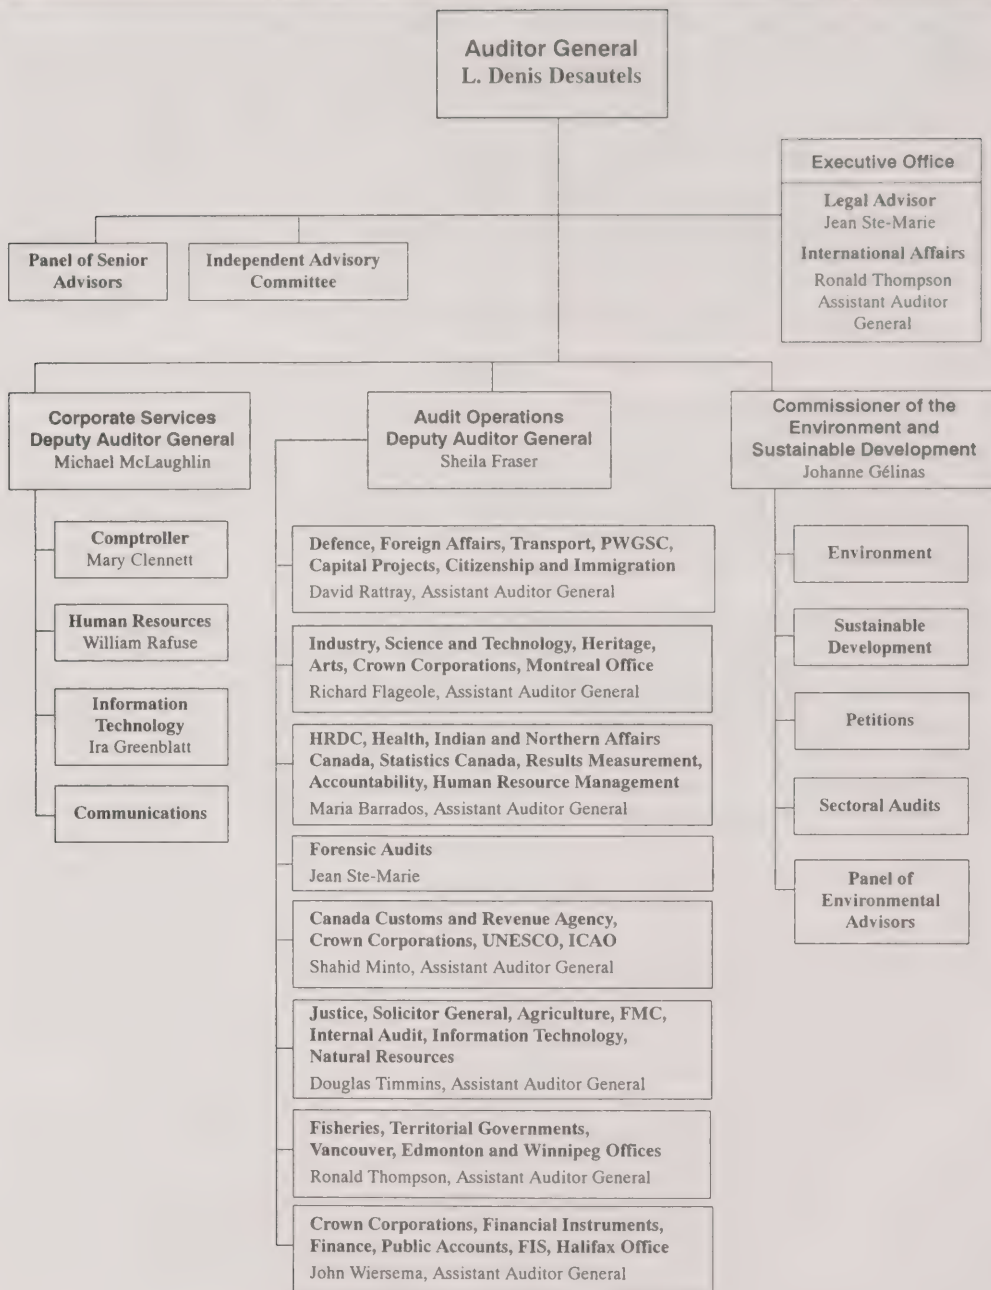 Auditor General
L. Denis Desautels
Executive Office
Legal Advisor
Jean Ste-Marie
International Affairs
Ronald Thompson
Assistant Auditor
General
Panel of Senior
Advisors
Independent Advisory
Committee
Corporate Services
Deputy Auditor General
Michael McLaughlin
Comptroller
Mary Clennett
Human Resources
William Rafuse
Information
Technology
Ira Greenblatt
Communications
Audit Operations
Deputy Auditor General
Sheila Fraser
Defence, Foreign Affairs, Transport, PWGSC,
Capital Projects, Citizenship and Immigration
David Rattray, Assistant Auditor General
Industry, Science and Technology, Heritage,
Arts, Crown Corporations, Montreal Office
Richard Flageole, Assistant Auditor General
HRDC, Health, Indian and Northern Affairs
Canada, Statistics Canada, Results Measurement,
Accountability, Human Resource Management
Maria Barrados, Assistant Auditor General
Forensic Audits
Jean Ste-Marie
Canada Customs and Revenue Agency,
Crown Corporations, UNESCO, ICAO
Shahid Minto, Assistant Auditor General
Justice, Solicitor General, Agriculture, FMC,
Internal Audit, Information Technology,
Natural Resources
Douglas Timmins, Assistant Auditor General
Fisheries, Territorial Governments,
Vancouver, Edmonton and Winnipeg Offices
Ronald Thompson, Assistant Auditor General
Crown Corporations, Financial Instruments,
Finance, Public Accounts, FIS, Halifax Office
John Wiersema, Assistant Auditor General
Commissioner of the
Environment and
Sustainable Development
Johanne Gélinas
Environment
Sustainable
Development
Petitions
Sectoral Audits
Panel of
Environmental
Advisors